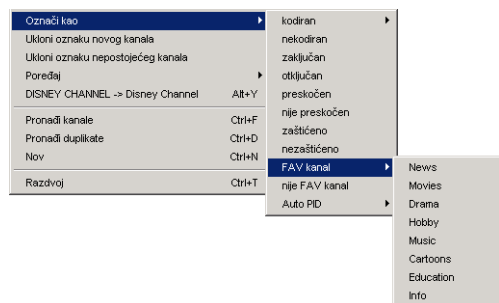 Označi kao
Ukloni oznaku novog kanala
Ukloni oznaku nepostojećeg kanala
Poređaj
DISNEY CHANNEL -> Disney Channel Alt+Y
Pronađi kanale Ctrl+F
Pronađi duplikate Ctrl+D
Nov Ctrl+N
Razdvoj Ctrl+T
kodiran
nekodiran
zaključan
otključan
preskočen
nije preskočen
zaštićeno
nezaštićeno
FAV kanal
nije FAV kanal
Auto PID
News
Movies
Drama
Hobby
Music
Cartoons
Education
Info